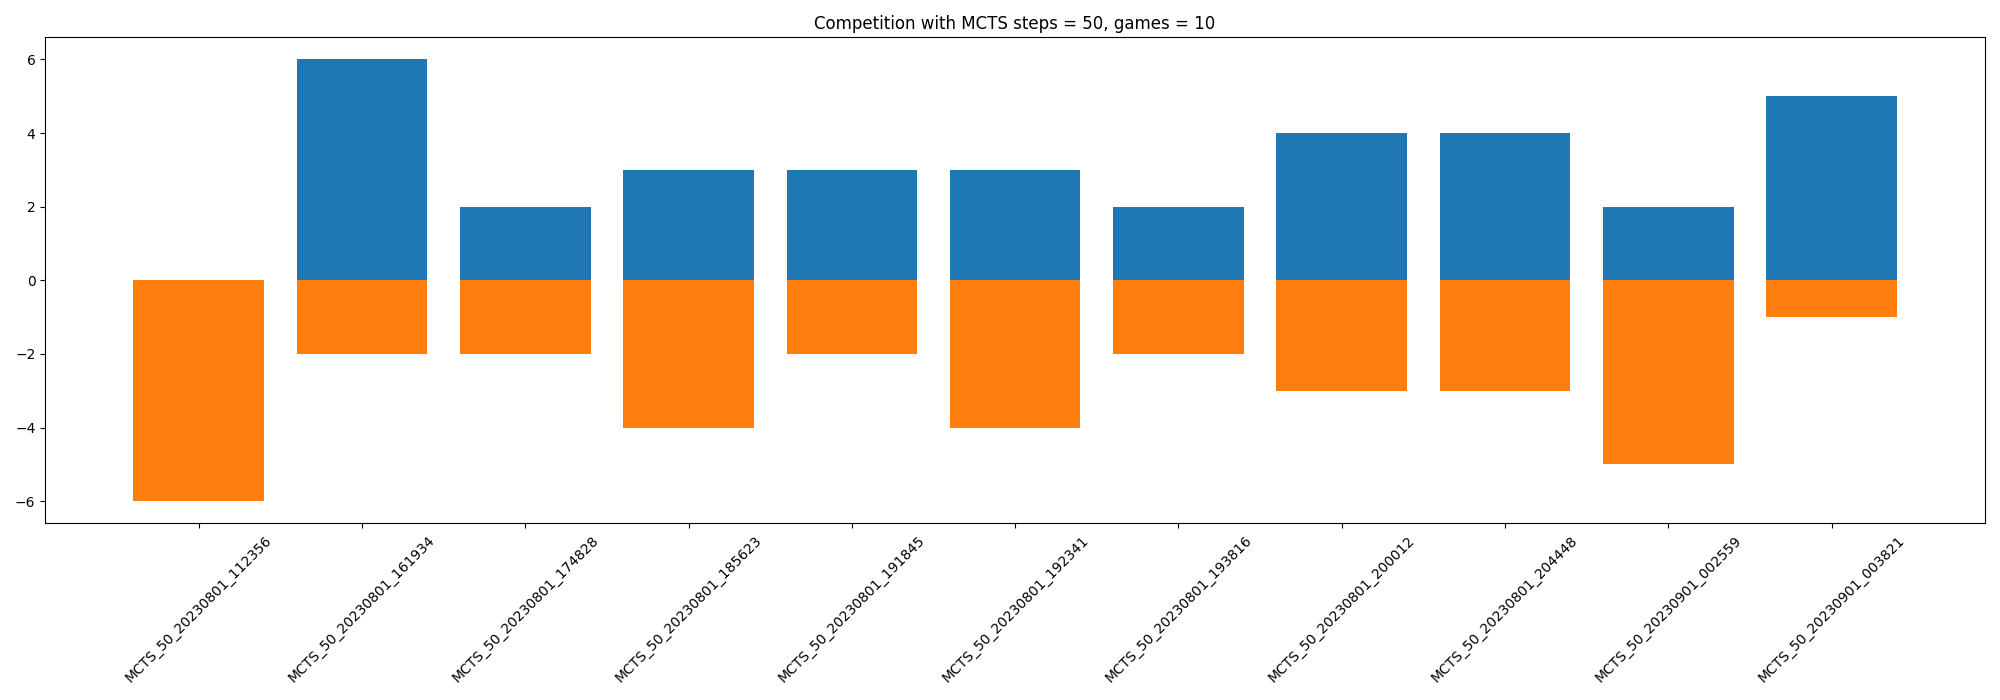 Competition with MCTS steps = 50, games = 10
6
4
2
0
−2
−4
−6
MCTS_50_20230801_112356
MCTS_50_20230801_161934
MCTS_50_20230801_174828
MCTS_50_20230801_185623
MCTS_50_20230801_191845
MCTS_50_20230801_192341
MCTS_50_20230801_193816
MCTS_50_20230801_200012
MCTS_50_20230801_204448
MCTS_50_20230901_002559
MCTS_50_20230901_003821